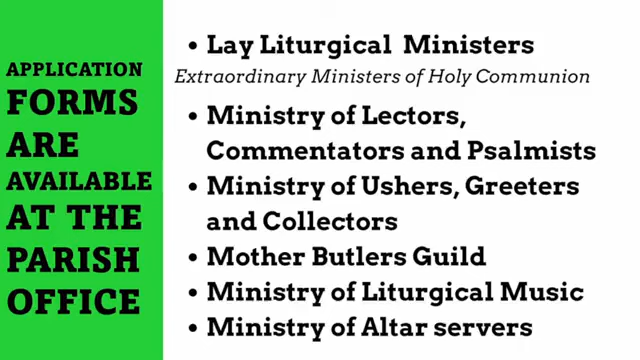 APPLICATION
FORMS
ARE
AVAILABLE
AT THE
PARISH
OFFICE
• Lay Liturgical Ministers
Extraordinary Ministers of Holy Communion
• Ministry of Lectors,
Commentators and Psalmists
• Ministry of Ushers, Greeters
and Collectors
• Mother Butlers Guild
• Ministry of Liturgical Music
• Ministry of Altar servers